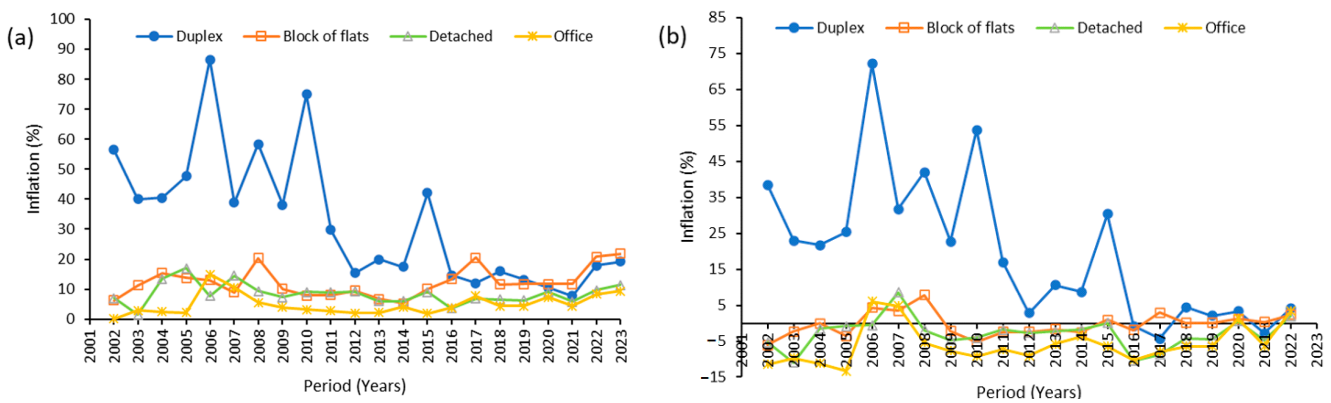 (a)
Duplex Block of flats Detached Office
Inflation (%)
100
90
80
70
60
50
40
30
20
10
0
2001 2002 2003 2004 2005 2006 2007 2008 2009 2010 2011 2012 2013 2014 2015 2016 2017 2018 2019 2020 2021 2022 2023
Period (Years)
(b)
Duplex Block of flats Detached Office
Inflation (%)
85
75
65
55
45
35
25
15
5
−5
−15
2001 2002 2003 2004 2005 2006 2007 2008 2009 2010 2011 2012 2013 2014 2015 2016 2017 2018 2019 2020 2021 2022 2023
Period (Years)